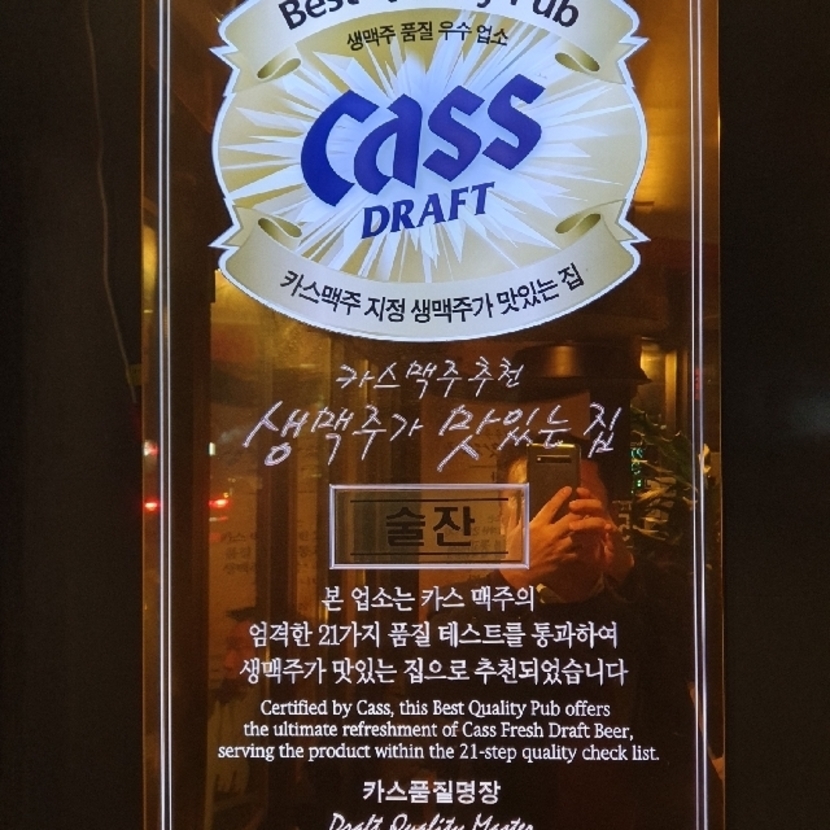 Best Quality Pub
생맥주 품질 우수 업소
Cass
DRAFT
카스맥주 지정 생맥주가 맛있는 집
카스맥주 추천
생맥주가 맛있는 집
술잔
본 업소는 카스 맥주의
엄격한 21가지 품질 테스트를 통과하여
생맥주가 맛있는 집으로 추천되었습니다
Certified by Cass, this Best Quality Pub offers
the ultimate refreshment of Cass Fresh Draft Beer,
serving the product within the 21-step quality check list.
카스품질명장
Draft Quality Master